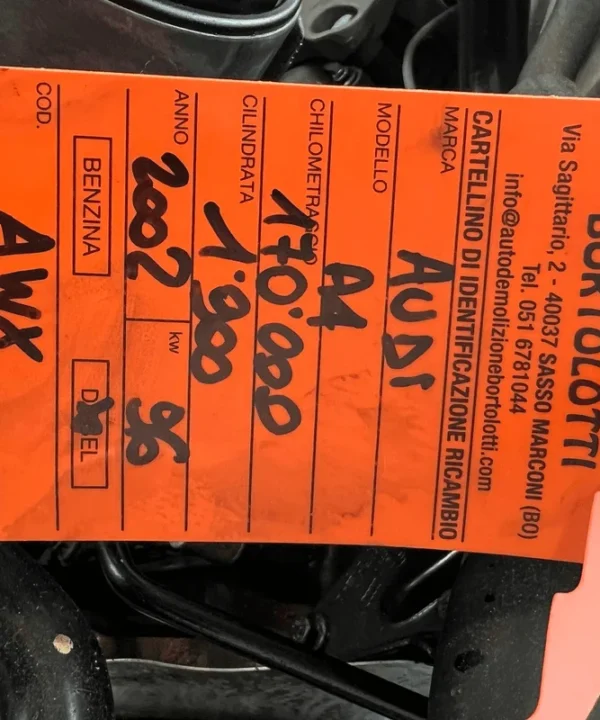 BORTOLOTTI
Via Sagittario, 2 - 40037 SASSO MARCONI (BO)
Tel. 051 6781044
info@autodemolizionebortolotti.com
CARTELLINO DI IDENTIFICAZIONE RICAMBIO
MARCA AUDI
MODELLO A4
CHILOMETRAGGIO 170'000
CILINDRATA 1'900
ANNO 2002 kw 96
BENZINA DIESEL
COD. AWX